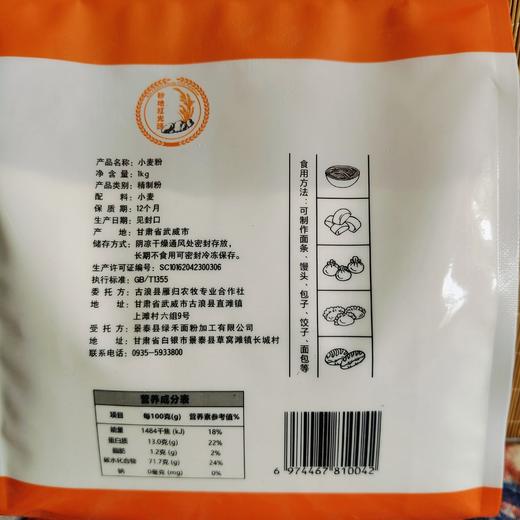 产品名称：小麦粉
净 含 量：1kg
产品类别：精制粉
配 料：小麦
保 质 期：12个月
生产日期：见封口
产 地：甘肃省武威市
储存方式：阴凉干燥通风处密封存放，
长期不食用可密封冷冻保存。
生产许可证编号：SC10162042300306
执行标准：GB/T1355
委 托 方：古浪县雁归农牧专业合作社
地 址：甘肃省武威市古浪县直滩镇
上滩村六组9号
受 托 方：景泰县绿禾面粉加工有限公司
地 址：甘肃省白银市景泰县草窝滩镇长城村
联系电话：0935-5933800
食用方法：可制作面条、馒头、包子、饺子、面包等
营养成分表
项目 每100克(g) 营养素参考值%
能量 1484千焦 (kJ) 18%
蛋白质 13.0克(g) 22%
脂肪 1.2克(g) 2%
碳水化合物 71.7克(g) 24%
钠 0毫克 (mg) 0%
6 974467 810042